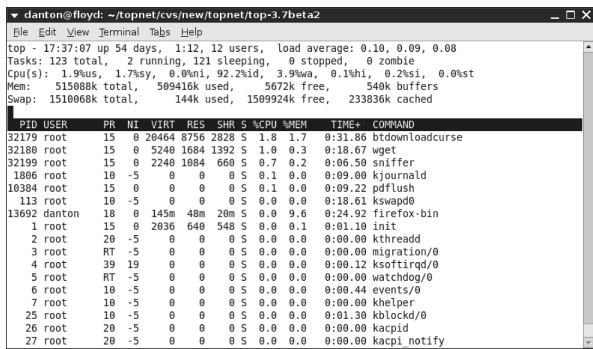 danton@floyd: ~/topnet/cvs/new/topnet/top-3.7beta2
File Edit View Terminal Tabs Help
top - 17:37:07 up 54 days, 1:12, 12 users, load average: 0.10, 0.09, 0.08
Tasks: 123 total, 2 running, 121 sleeping, 0 stopped, 0 zombie
Cpu(s): 1.9%us, 1.7%sy, 0.0%ni, 92.2%id, 3.9%wa, 0.1%hi, 0.2%si, 0.0%st
Mem: 515088k total, 509416k used, 5672k free, 540k buffers
Swap: 1510068k total, 144k used, 1509924k free, 233836k cached
PID USER PR NI VIRT RES SHR S %CPU %MEM TIME+ COMMAND
32179 root 15 0 20464 8756 2828 S 1.8 1.7 0:31.86 btdownloadcurse
32180 root 15 0 5240 1684 1392 S 1.0 0.3 0:18.67 wget
32199 root 15 0 2240 1084 660 S 0.7 0.2 0:06.50 sniffer
1806 root 10 -5 0 0 0 S 0.1 0.0 0:09.00 kjournald
10384 root 15 0 0 0 0 S 0.1 0.0 0:09.22 pdflush
113 root 10 -5 0 0 0 S 0.0 0.0 0:18.61 kswapd0
13692 danton 18 0 145m 48m 20m S 0.0 9.6 0:24.92 firefox-bin
1 root 15 0 2036 640 548 S 0.0 0.1 0:01.10 init
2 root 20 -5 0 0 0 S 0.0 0.0 0:00.00 kthreadd
3 root RT -5 0 0 0 S 0.0 0.0 0:00.00 migration/0
4 root 39 19 0 0 0 S 0.0 0.0 0:00.12 ksoftirqd/0
5 root RT -5 0 0 0 S 0.0 0.0 0:00.00 watchdog/0
6 root 10 -5 0 0 0 S 0.0 0.0 0:00.44 events/0
7 root 10 -5 0 0 0 S 0.0 0.0 0:00.00 khelper
25 root 10 -5 0 0 0 S 0.0 0.0 0:01.30 kblockd/0
26 root 20 -5 0 0 0 S 0.0 0.0 0:00.00 kacpid
27 root 20 -5 0 0 0 S 0.0 0.0 0:00.00 kacpi_notify